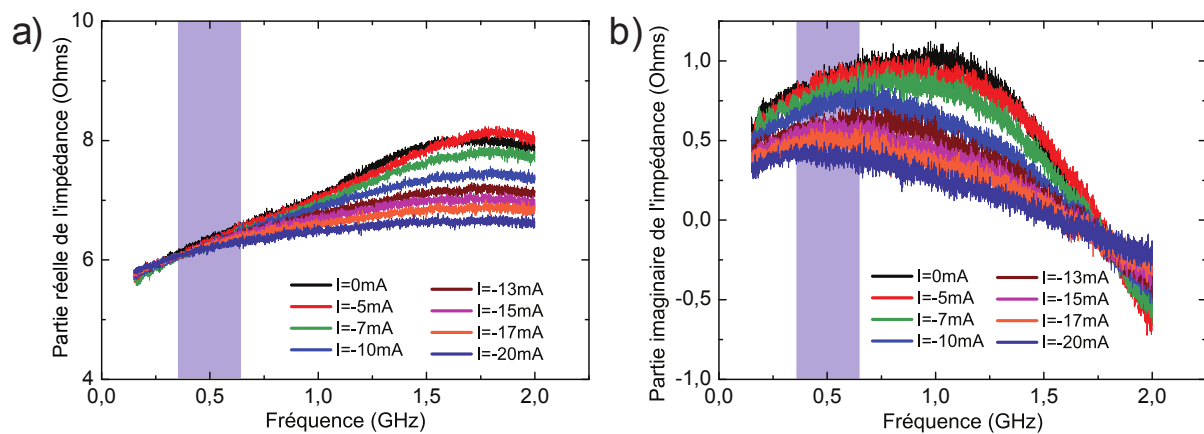 a)
Partie réelle de l'impédance (Ohms)
10
8
6
4
0,0
0,5
1,0
1,5
2,0
Fréquence (GHz)
I=0mA
I=-5mA
I=-7mA
I=-10mA
I=-13mA
I=-15mA
I=-17mA
I=-20mA
b)
Partie imaginaire de l'impédance (Ohms)
1,0
0,5
0,0
-0,5
-1,0
0,0
0,5
1,0
1,5
2,0
Fréquence (GHz)
I=0mA
I=-5mA
I=-7mA
I=-10mA
I=-13mA
I=-15mA
I=-17mA
I=-20mA